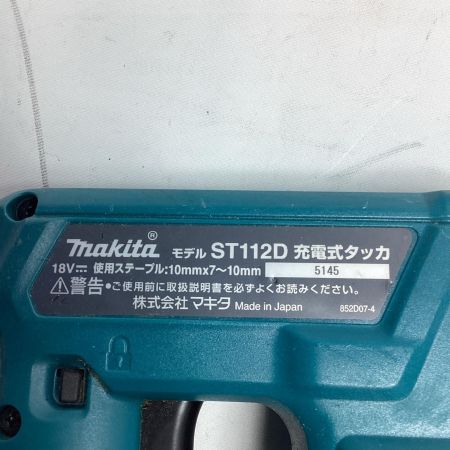 makita® モデル ST112D 充電式タッカ
18V⎓ 使用ステープル:10mm×7〜10mm 5145
⚠警告 •ご使用前に取扱説明書を必ずよくお読みください。
株式会社マキタ Made in Japan 852D07-4